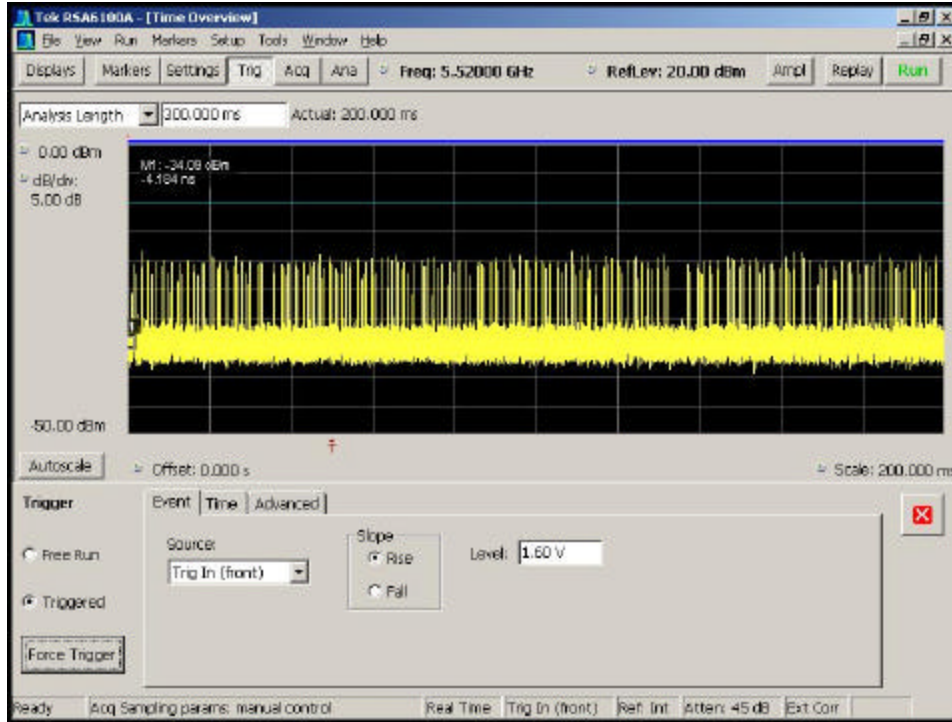 Tek RSA6100A - [Time Overview]
File View Run Markers Setup Tools Window Help
Displays Markers Settings Trig Acq Ana Freq: 5.52000 GHz RefLev: 20.00 dBm Ampl Replay Run
Analysis Length 200.000 ms Actual: 200.000 ms
0.00 dBm
dB/div:
5.00 dB
M1: -34.09 dBm
-4.184 ns
-50.00 dBm
Autoscale Offset: 0.000 s Scale: 200.000 ms
Trigger Event Time Advanced
Free Run
Triggered
Force Trigger
Source:
Trig In (front)
Slope
Rise
Fall
Level: 1.60 V
Ready Acq Sampling params: manual control Real Time Trig In (front) Ref: Int Atten: 45 dB Ext Corr